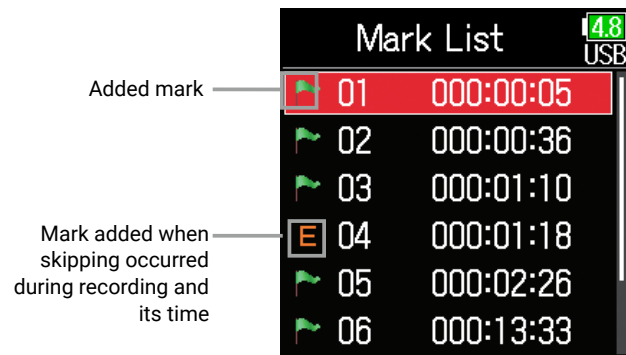 Mark List
4.8
USB
Added mark
01 000:00:05
02 000:00:36
03 000:01:10
Mark added when
skipping occurred
during recording and
its time
E 04 000:01:18
05 000:02:26
06 000:13:33